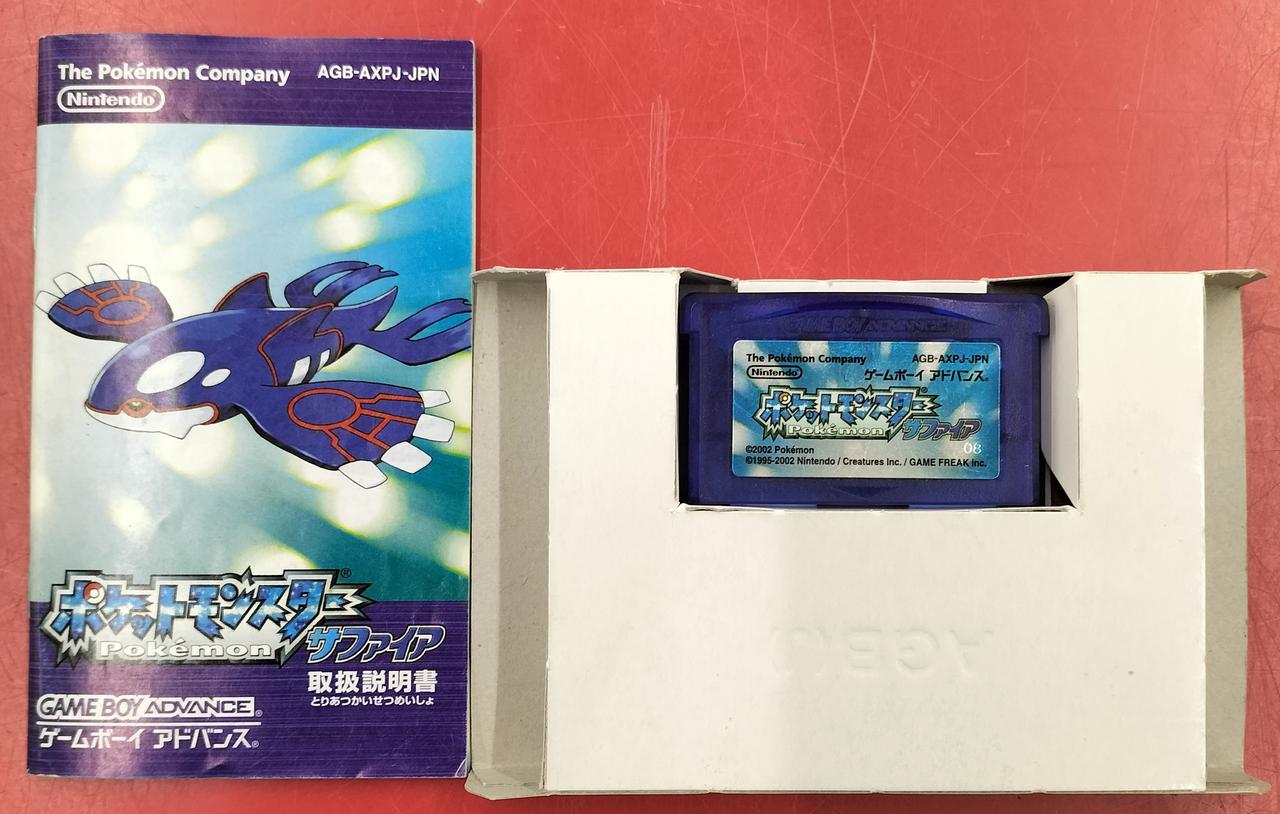 The Pokémon Company AGB-AXPJ-JPN
Nintendo
ポケットモンスター®
Pokémon サファイア
取扱説明書
とりあつかいせつめいしょ
GAME BOY ADVANCE®
ゲームボーイ アドバンス®
GAME BOY ADVANCE
The Pokémon Company AGB-AXPJ-JPN
Nintendo ゲームボーイ アドバンス®
ポケットモンスター®
Pokémon サファイア
08
©2002 Pokémon
©1995-2002 Nintendo / Creatures inc. / GAME FREAK inc.